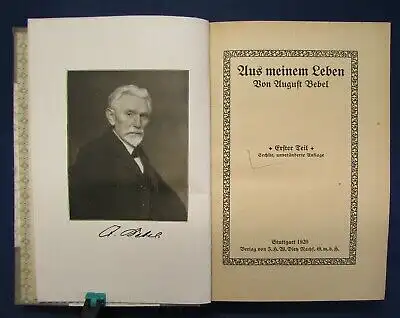 A. Bebel.
Aus meinem Leben
Von August Bebel
Erster Teil
Sechste, unveränderte Auflage
Stuttgart 1920
Verlag von J. H. W. Dietz Nachf. G. m. b. H.